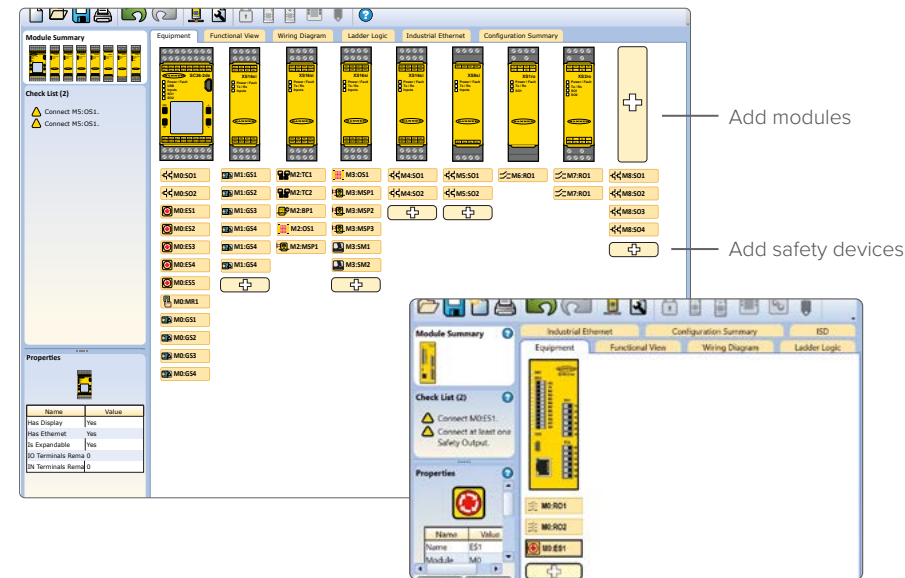 Module Summary
Equipment
Functional View
Wiring Diagram
Ladder Logic
Industrial Ethernet
Configuration Summary
SC26-2de
XS16si
XS16si
XS16si
XS8si
XS1ro
XS2ro
Check List (2)
Connect M5:OS1.
Connect M5:OS1.
Add modules
M0:SO1
M1:GS1
M2:TC1
M3:OS1
M4:SO1
M5:SO1
M6:RO1
M7:RO1
M8:SO1
M0:SO2
M1:GS2
M2:TC2
M3:MSP1
M4:SO2
M5:SO2
M7:RO1
M8:SO2
M0:ES1
M1:GS3
M2:BP1
M3:MSP2
M8:SO3
M0:ES2
M1:GS4
M2:OS1
M3:MSP3
M8:SO4
M0:ES3
M1:GS4
M2:MSP1
M3:SM1
Add safety devices
M0:ES4
M1:GS4
M3:SM2
M0:ES5
M0:MR1
M0:GS1
M0:GS2
M0:GS3
M0:GS4
Properties
Name Value
Has Display Yes
Has Ethernet Yes
Is Expandable Yes
IO Terminals Rema 0
IN Terminals Rema 0
Module Summary
Industrial Ethernet
Configuration Summary
ISD
Equipment
Functional View
Wiring Diagram
Ladder Logic
Check List (2)
Connect M0:ES1.
Connect at least one
Safety Output.
Properties
Name Value
Name ES1
Module M0
M0:RO1
M0:RO2
M0:ES1